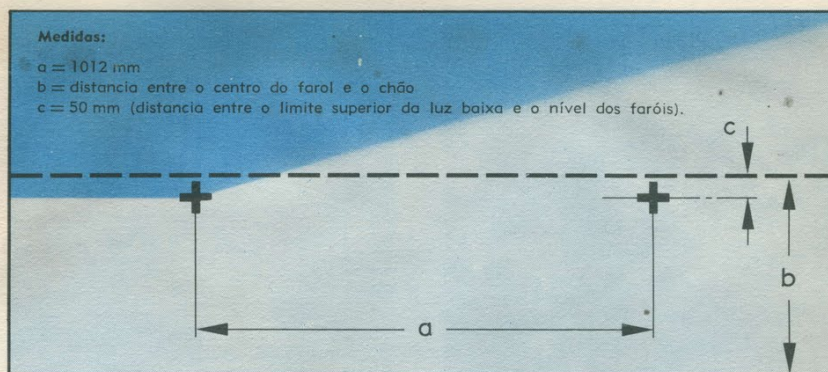 Medidas:
a = 1012 mm
b = distancia entre o centro do farol e o chão
c = 50 mm (distancia entre o limite superior da luz baixa e o nível dos faróis).
c
b
a